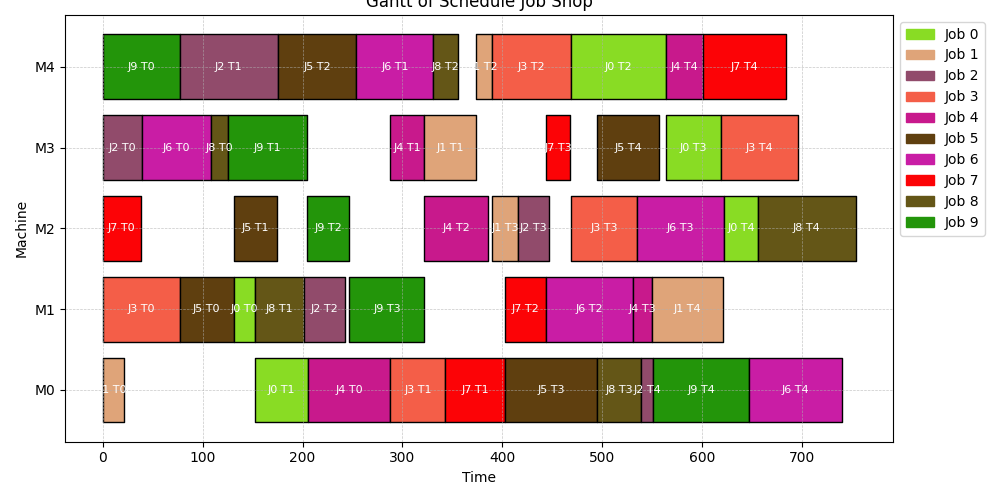 Gantt of Schedule Job Shop
M4
J9 T0 J2 T1 J5 T2 J6 T1 J8 T2 1 T2 J3 T2 J0 T2 J4 T4 J7 T4
M3
J2 T0 J6 T0 J8 T0 J9 T1 J4 T1 J1 T1 J7 T3 J5 T4 J0 T3 J3 T4
M2
J7 T0 J5 T1 J9 T2 J4 T2 J1 T3 J2 T3 J3 T3 J6 T3 J0 T4 J8 T4
M1
J3 T0 J5 T0 J0 T0 J8 T1 J2 T2 J9 T3 J7 T2 J6 T2 J4 T3 J1 T4
M0
1 T0 J0 T1 J4 T0 J3 T1 J7 T1 J5 T3 J8 T3 J2 T4 J9 T4 J6 T4
Machine
0 100 200 300 400 500 600 700
Time
Job 0
Job 1
Job 2
Job 3
Job 4
Job 5
Job 6
Job 7
Job 8
Job 9